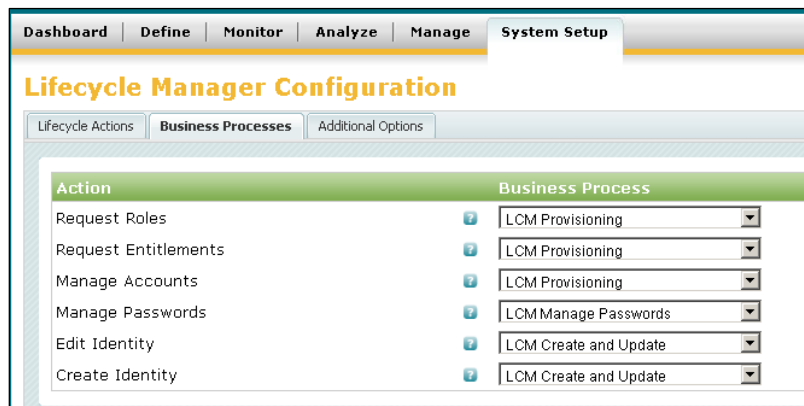 Dashboard Define Monitor Analyze Manage System Setup
Lifecycle Manager Configuration
Lifecycle Actions Business Processes Additional Options
Action Business Process
Request Roles ? LCM Provisioning
Request Entitlements ? LCM Provisioning
Manage Accounts ? LCM Provisioning
Manage Passwords ? LCM Manage Passwords
Edit Identity ? LCM Create and Update
Create Identity ? LCM Create and Update